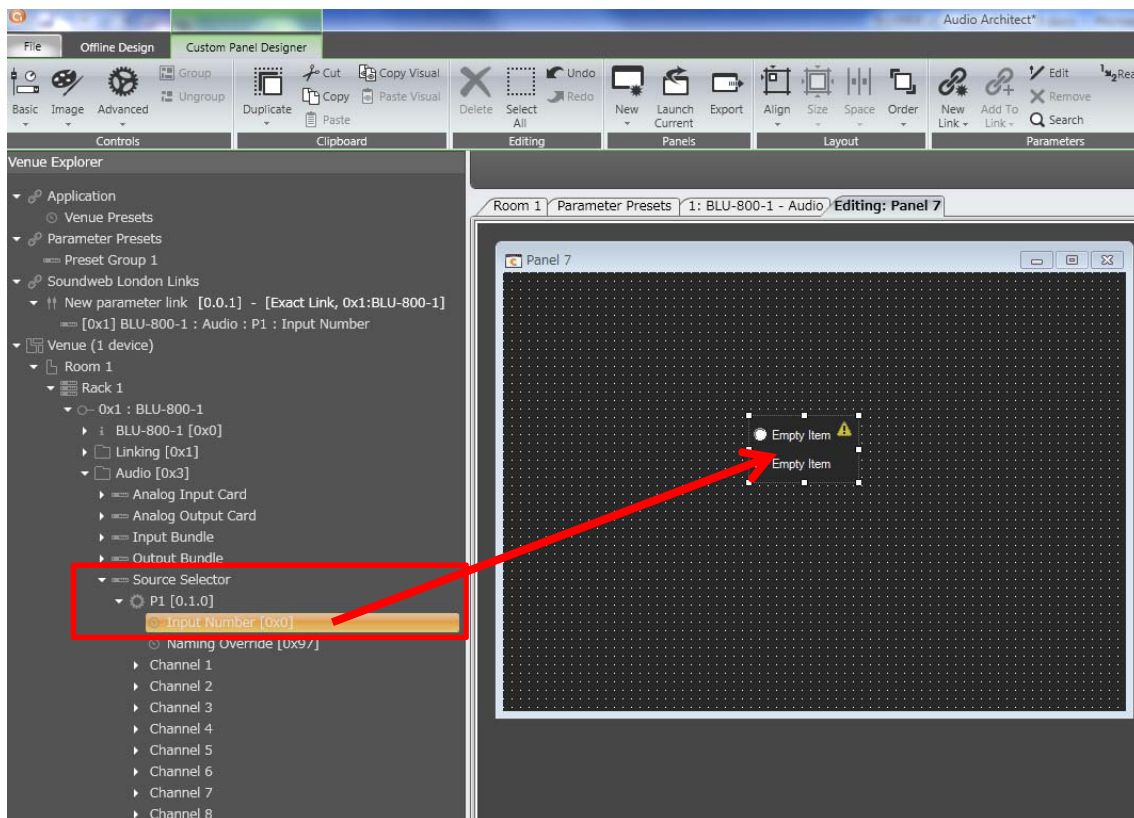 Audio Architect*
File Offline Design Custom Panel Designer
Group Cut Copy Visual Undo Edit
Ungroup Copy Paste Visual Redo Remove
Basic Image Advanced Duplicate Paste Delete Select All New Launch Current Export Align Size Space Order New Link Add To Link Search
Controls Clipboard Editing Panels Layout Parameters
Venue Explorer
Application
Venue Presets
Room 1 Parameter Presets 1: BLU-800-1 - Audio Editing: Panel 7
Parameter Presets
Preset Group 1
Panel 7
Soundweb London Links
New parameter link [0.0.1] - [Exact Link, 0x1:BLU-800-1]
[0x1] BLU-800-1 : Audio : P1 : Input Number
Venue (1 device)
Room 1
Rack 1
0x1 : BLU-800-1
BLU-800-1 [0x0]
Empty Item
Linking [0x1]
Empty Item
Audio [0x3]
Analog Input Card
Analog Output Card
Input Bundle
Output Bundle
Source Selector
P1 [0.1.0]
Input Number [0x0]
Naming Override [0x97]
Channel 1
Channel 2
Channel 3
Channel 4
Channel 5
Channel 6
Channel 7
Channel 8